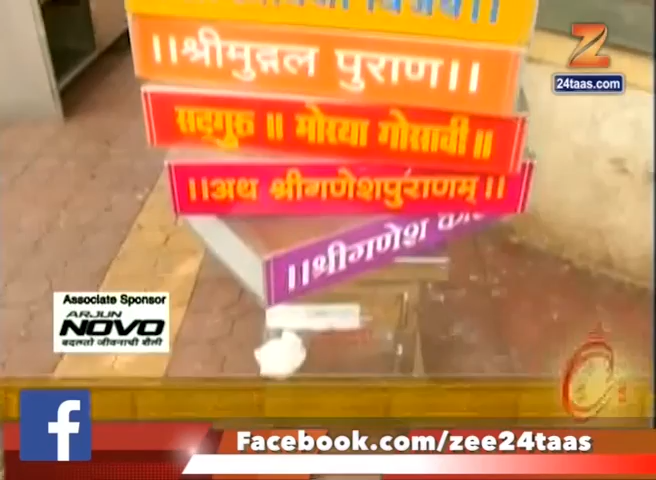 ।।श्रीमुद्गल पुराण।।
24taas.com
सद्गुरु ॥ मोरया गोसावी ॥
।।अथ श्रीगणेशपुराणम्।।
।।श्रीगणेश
Associate Sponsor
ARJUN
NOVO
बदलतो जीवनाची शैली
Facebook.com/zee24taas